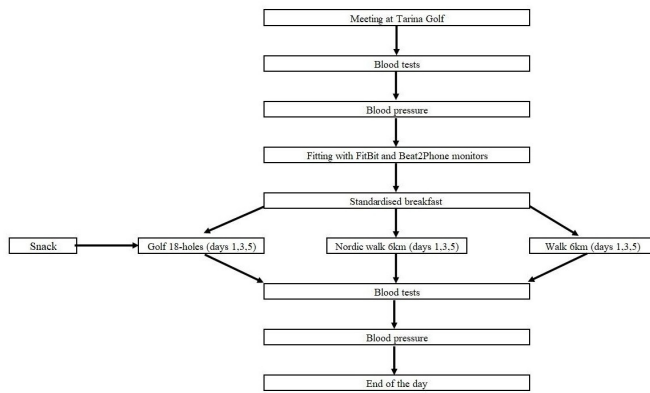 Meeting at Tarina Golf
Blood tests
Blood pressure
Fitting with FitBit and Beat2Phone monitors
Standardised breakfast
Snack
Golf 18-holes (days 1,3,5)
Nordic walk 6km (days 1,3,5)
Walk 6km (days 1,3,5)
Blood tests
Blood pressure
End of the day